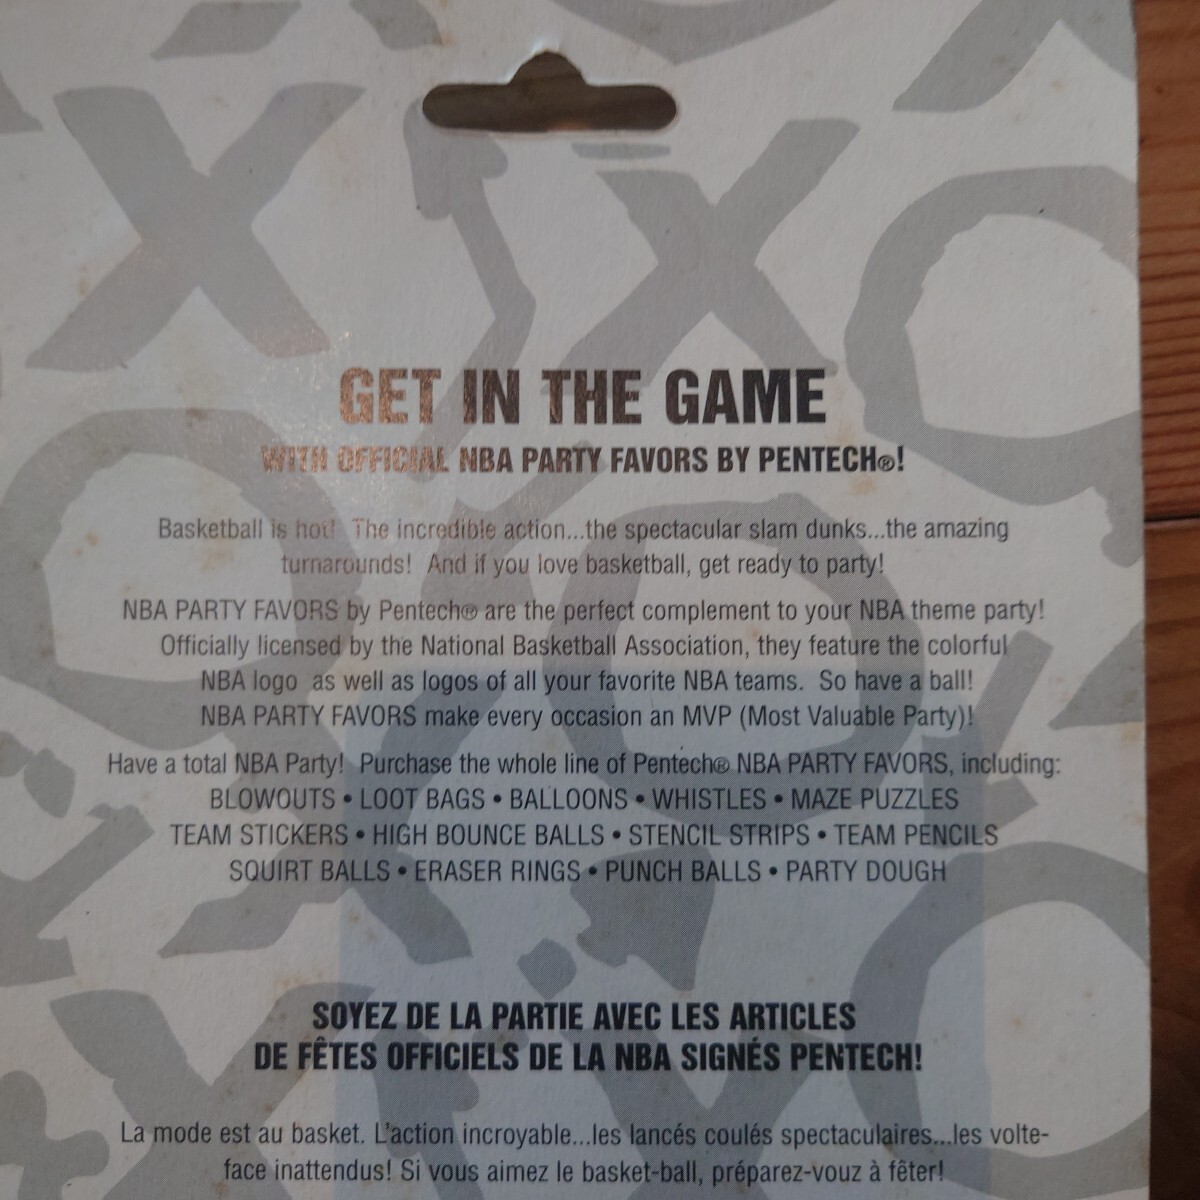 GET IN THE GAME
WITH OFFICIAL NBA PARTY FAVORS BY PENTECH®!
Basketball is hot!  The incredible action...the spectacular slam dunks...the amazing
turnarounds!  And if you love basketball, get ready to party!
NBA PARTY FAVORS by Pentech® are the perfect complement to your NBA theme party!
Officially licensed by the National Basketball Association, they feature the colorful
NBA logo  as well as logos of all your favorite NBA teams.  So have a ball!
NBA PARTY FAVORS make every occasion an MVP (Most Valuable Party)!
Have a total NBA Party!  Purchase the whole line of Pentech® NBA PARTY FAVORS, including:
BLOWOUTS • LOOT BAGS • BALLOONS • WHISTLES • MAZE PUZZLES
TEAM STICKERS • HIGH BOUNCE BALLS • STENCIL STRIPS • TEAM PENCILS
SQUIRT BALLS • ERASER RINGS • PUNCH BALLS • PARTY DOUGH
SOYEZ DE LA PARTIE AVEC LES ARTICLES
DE FÊTES OFFICIELS DE LA NBA SIGNÉS PENTECH!
La mode est au basket. L'action incroyable...les lancés coulés spectaculaires...les volte-
face inattendus! Si vous aimez le basket-ball, préparez-vouz à fêter!